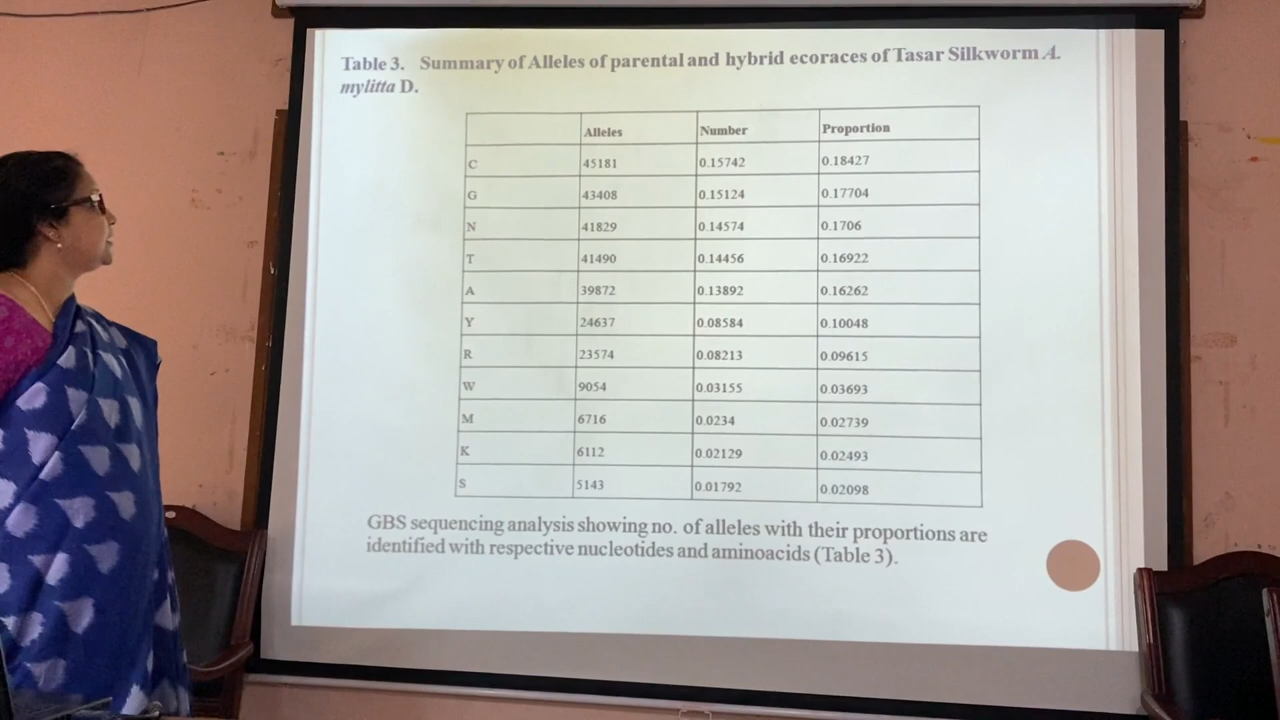 Table 3. Summary of Alleles of parental and hybrid ecoraces of Tasar Silkworm A.
mylitta D.
Alleles Number Proportion
C 45181 0.15742 0.18427
G 43408 0.15124 0.17704
N 41829 0.14574 0.1706
T 41490 0.14456 0.16922
A 39872 0.13892 0.16262
Y 24637 0.08584 0.10048
R 23574 0.08213 0.09615
W 9054 0.03155 0.03693
M 6716 0.0234 0.02739
K 6112 0.02129 0.02493
S 5143 0.01792 0.02098
GBS sequencing analysis showing no. of alleles with their proportions are
identified with respective nucleotides and aminoacids (Table 3).